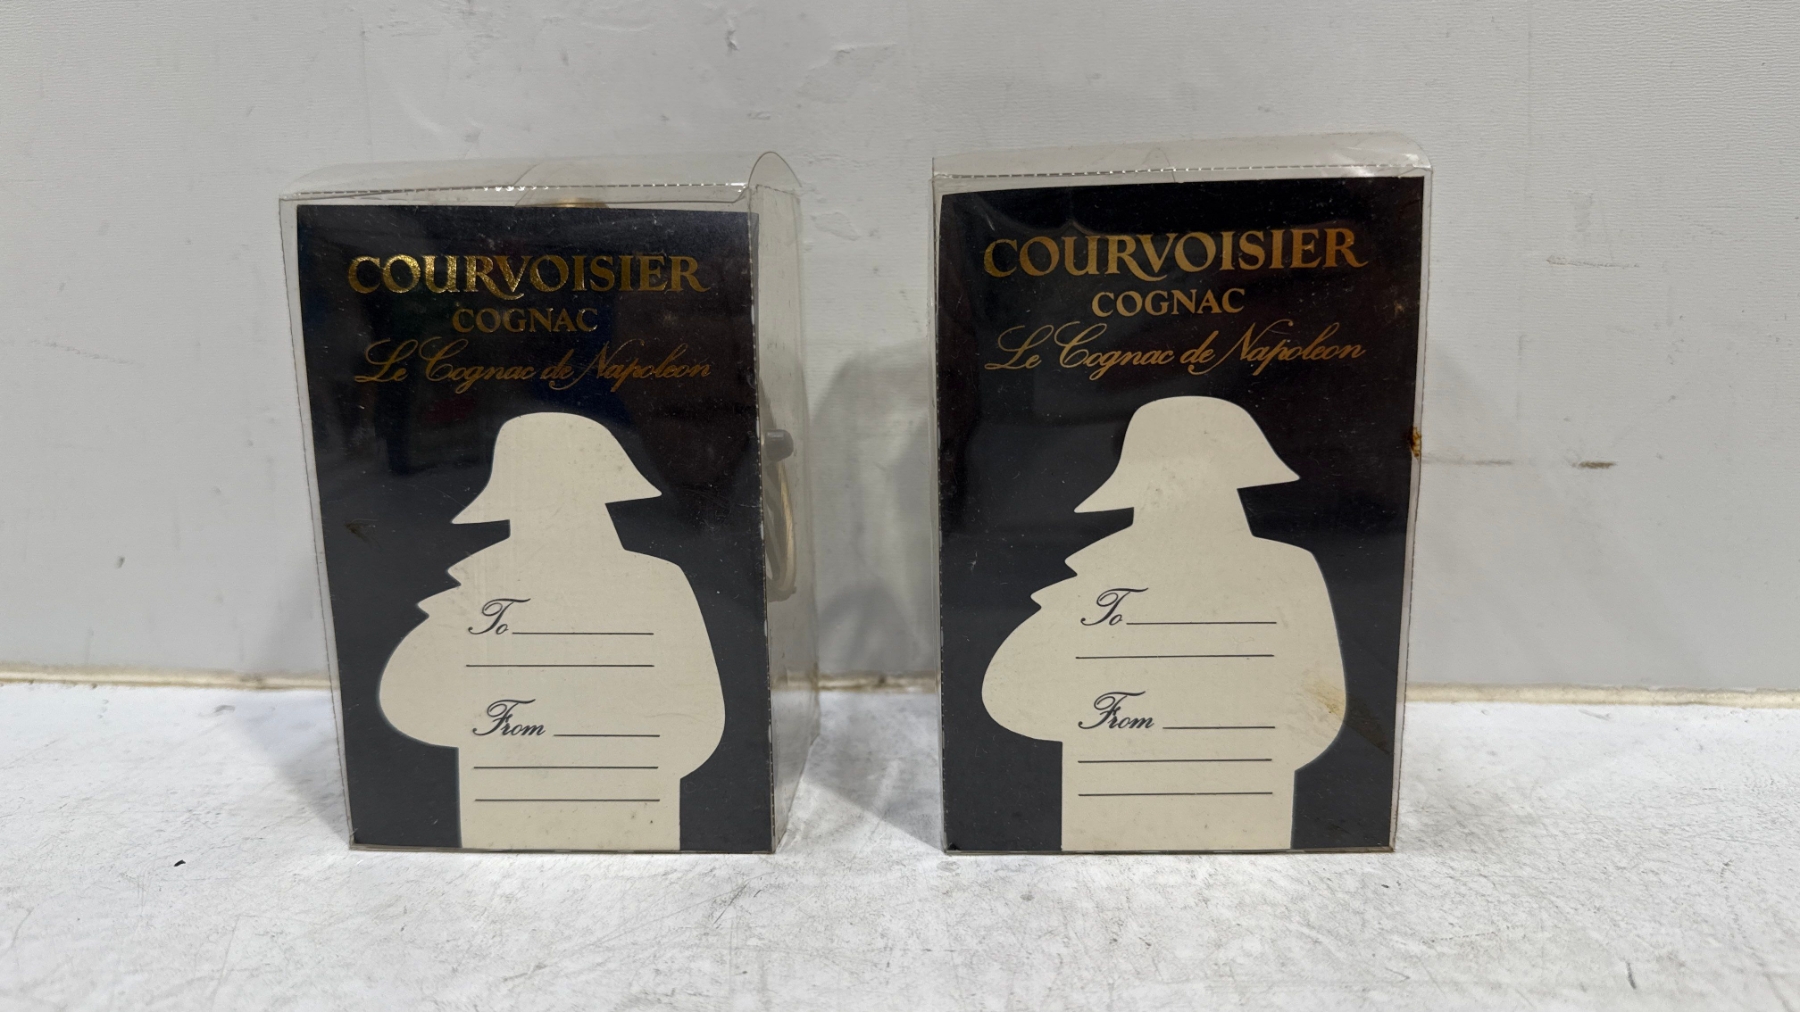 COURVOISIER
COGNAC
Le Cognac de Napoleon
To
From
COURVOISIER
COGNAC
Le Cognac de Napoleon
To
From